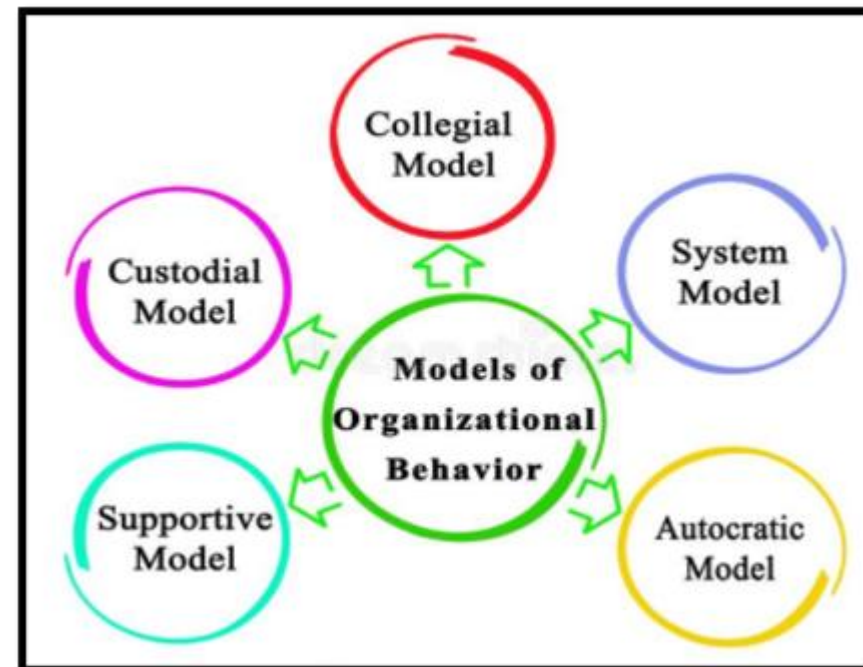 Collegial
Model
Custodial
Model
System
Model
Models of
Organizational
Behavior
Supportive
Model
Autocratic
Model